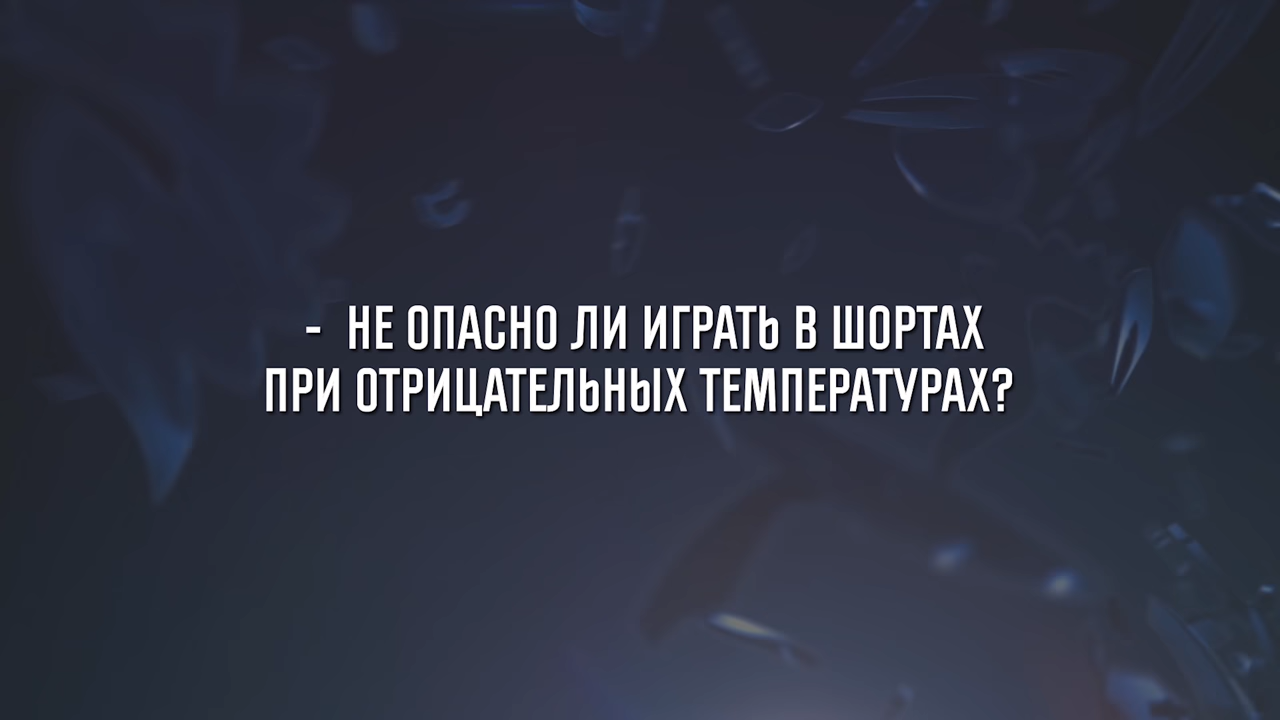 - НЕ ОПАСНО ЛИ ИГРАТЬ В ШОРТАХ
ПРИ ОТРИЦАТЕЛЬНЫХ ТЕМПЕРАТУРАХ?